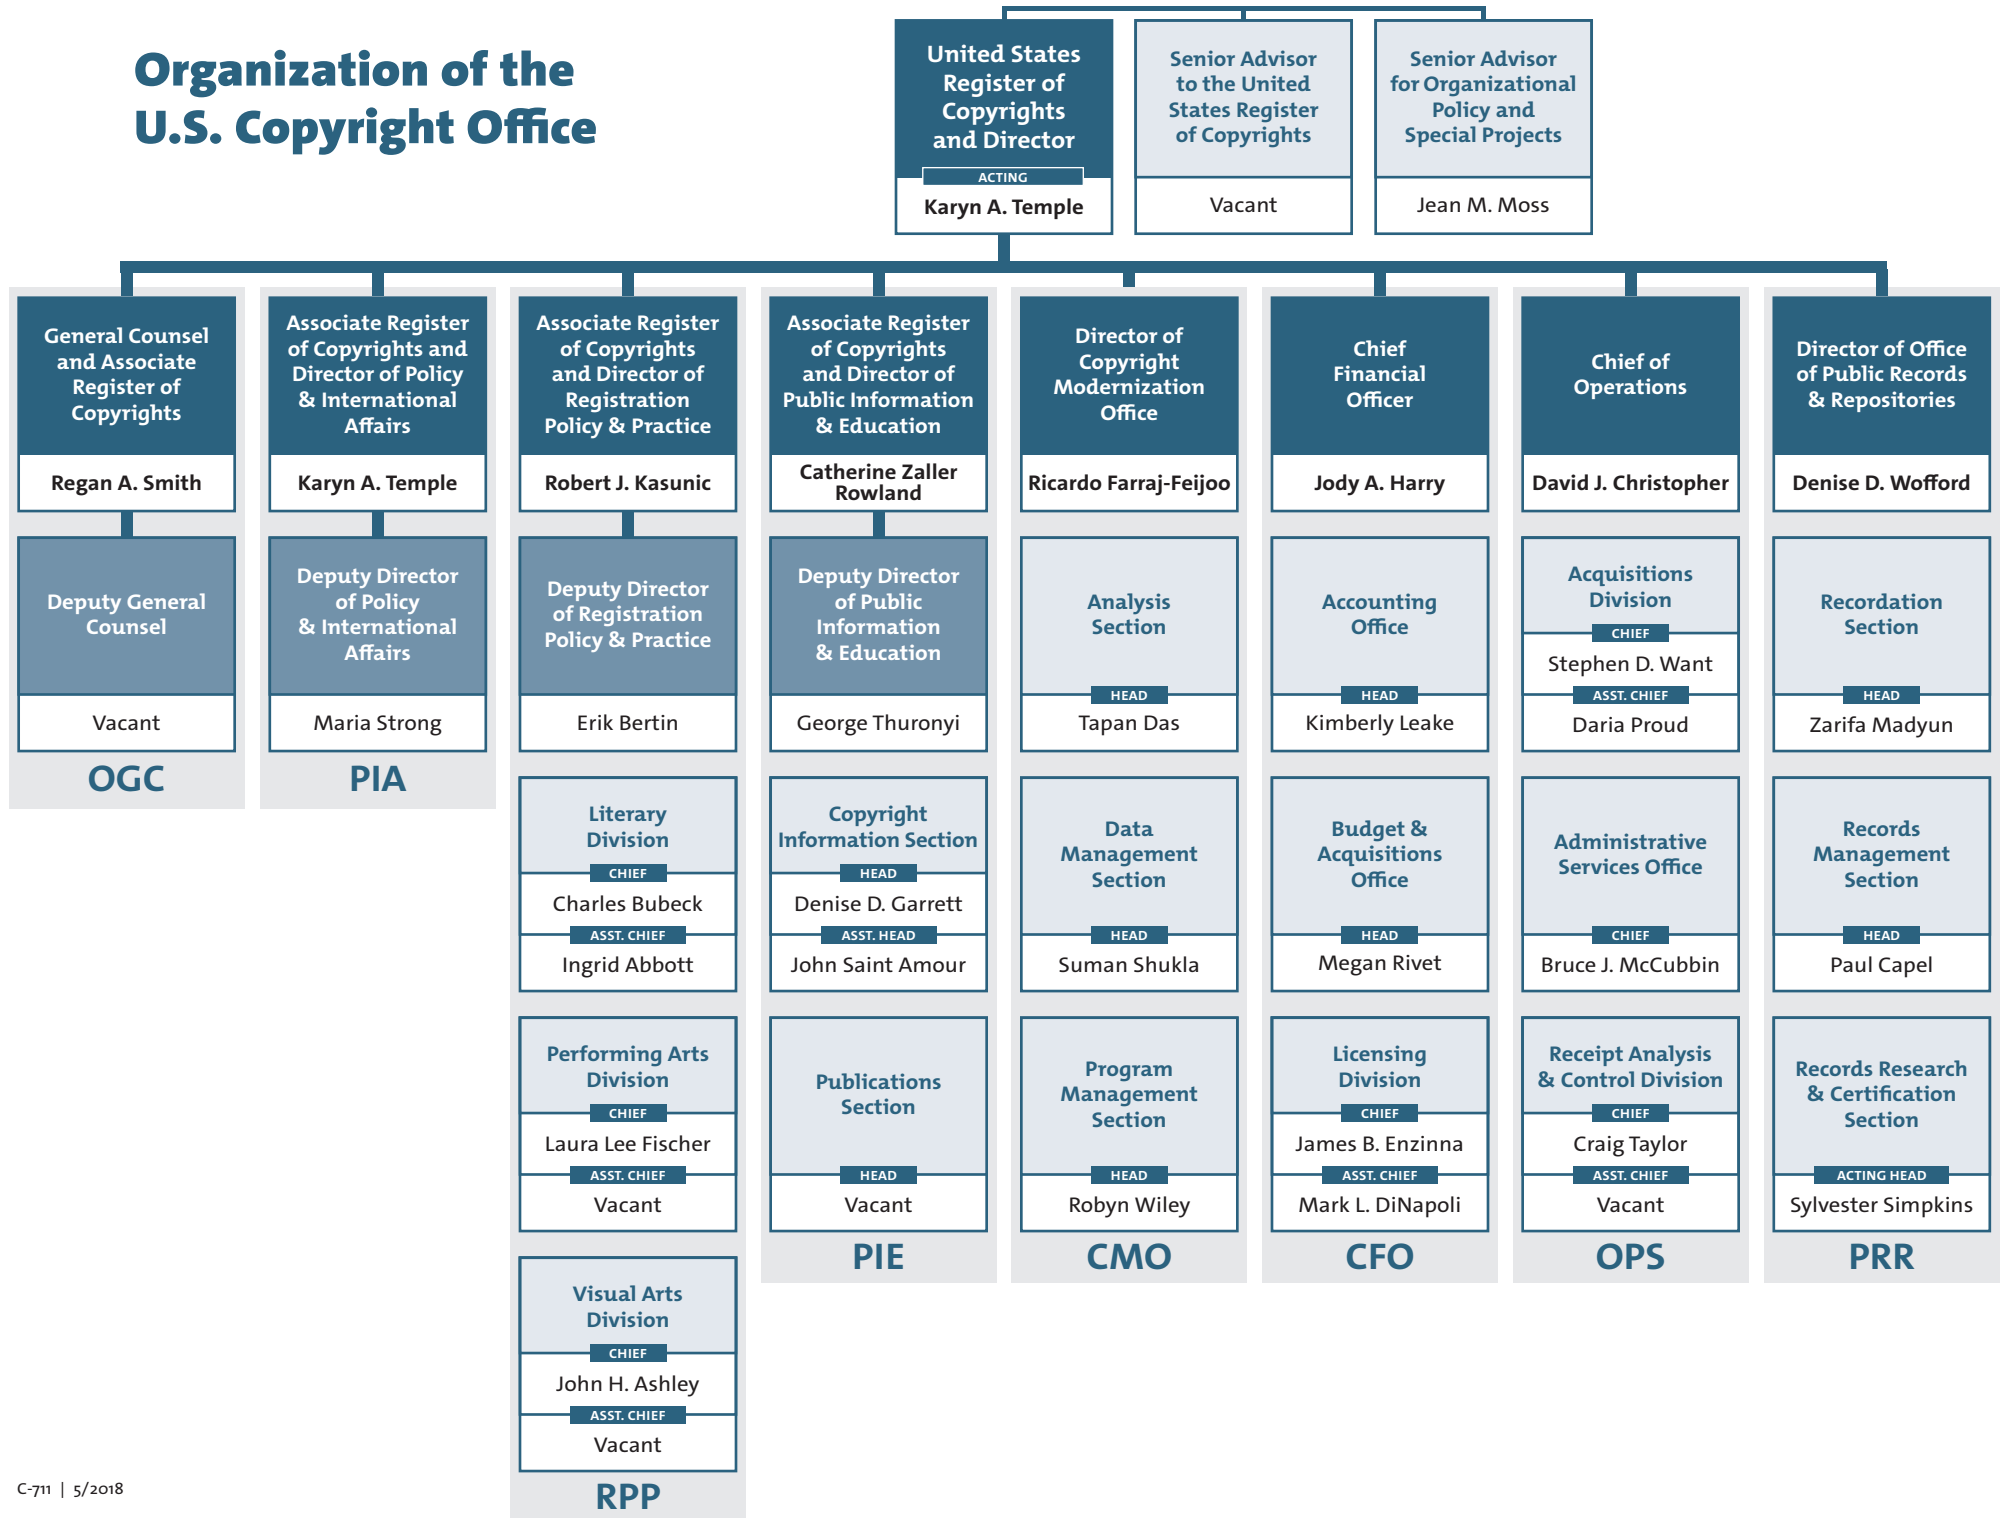 Organization of the
U.S. Copyright Office
United States
Register of
Copyrights
and Director
ACTING
Karyn A. Temple
Senior Advisor
to the United
States Register
of Copyrights
Vacant
Senior Advisor
for Organizational
Policy and
Special Projects
Jean M. Moss
General Counsel
and Associate
Register of
Copyrights
Regan A. Smith
Deputy General
Counsel
Vacant
OGC
Associate Register
of Copyrights and
Director of Policy
& International
Affairs
Karyn A. Temple
Deputy Director
of Policy
& International
Affairs
Maria Strong
PIA
Associate Register
of Copyrights
and Director of
Registration
Policy & Practice
Robert J. Kasunic
Deputy Director
of Registration
Policy & Practice
Erik Bertin
Literary
Division
CHIEF
Charles Bubeck
ASST. CHIEF
Ingrid Abbott
Performing Arts
Division
CHIEF
Laura Lee Fischer
ASST. CHIEF
Vacant
Visual Arts
Division
CHIEF
John H. Ashley
ASST. CHIEF
Vacant
RPP
Associate Register
of Copyrights
and Director of
Public Information
& Education
Catherine Zaller
Rowland
Deputy Director
of Public
Information
& Education
George Thuronyi
Copyright
Information Section
HEAD
Denise D. Garrett
ASST. HEAD
John Saint Amour
Publications
Section
HEAD
Vacant
PIE
Director of
Copyright
Modernization
Office
Ricardo Farraj-Feijoo
Analysis
Section
HEAD
Tapan Das
Data
Management
Section
HEAD
Suman Shukla
Program
Management
Section
HEAD
Robyn Wiley
CMO
Chief
Financial
Officer
Jody A. Harry
Accounting
Office
HEAD
Kimberly Leake
Budget &
Acquisitions
Office
HEAD
Megan Rivet
Licensing
Division
CHIEF
James B. Enzinna
ASST. CHIEF
Mark L. DiNapoli
CFO
Chief of
Operations
David J. Christopher
Acquisitions
Division
CHIEF
Stephen D. Want
ASST. CHIEF
Daria Proud
Administrative
Services Office
CHIEF
Bruce J. McCubbin
Receipt Analysis
& Control Division
CHIEF
Craig Taylor
ASST. CHIEF
Vacant
OPS
Director of Office
of Public Records
& Repositories
Denise D. Wofford
Recordation
Section
HEAD
Zarifa Madyun
Records
Management
Section
HEAD
Paul Capel
Records Research
& Certification
Section
ACTING HEAD
Sylvester Simpkins
PRR
C-711 | 5/2018